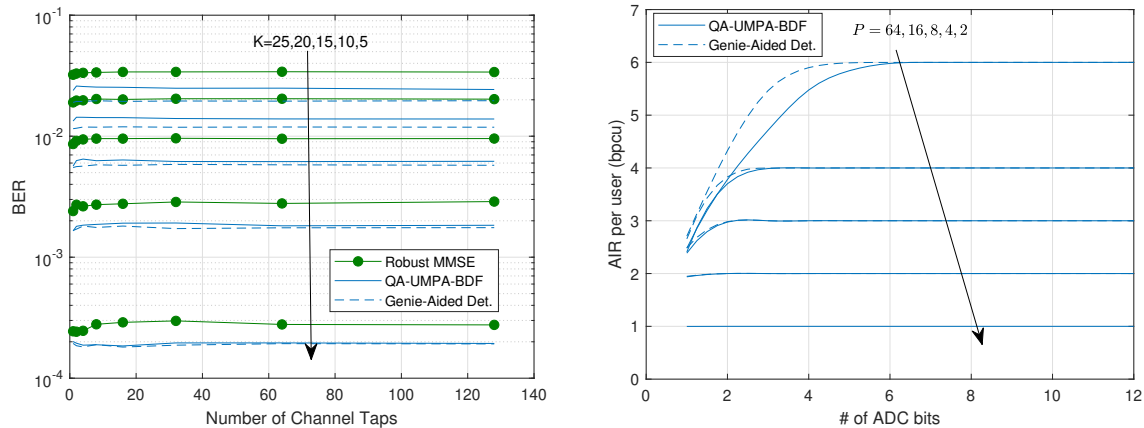 10^-1
10^-2
10^-3
10^-4
BER
K=25,20,15,10,5
Robust MMSE
QA-UMPA-BDF
Genie-Aided Det.
0 20 40 60 80 100 120 140
Number of Channel Taps
7
6
5
4
3
2
1
0
AIR per user (bpcu)
QA-UMPA-BDF
Genie-Aided Det.
P = 64, 16, 8, 4, 2
0 2 4 6 8 10 12
# of ADC bits